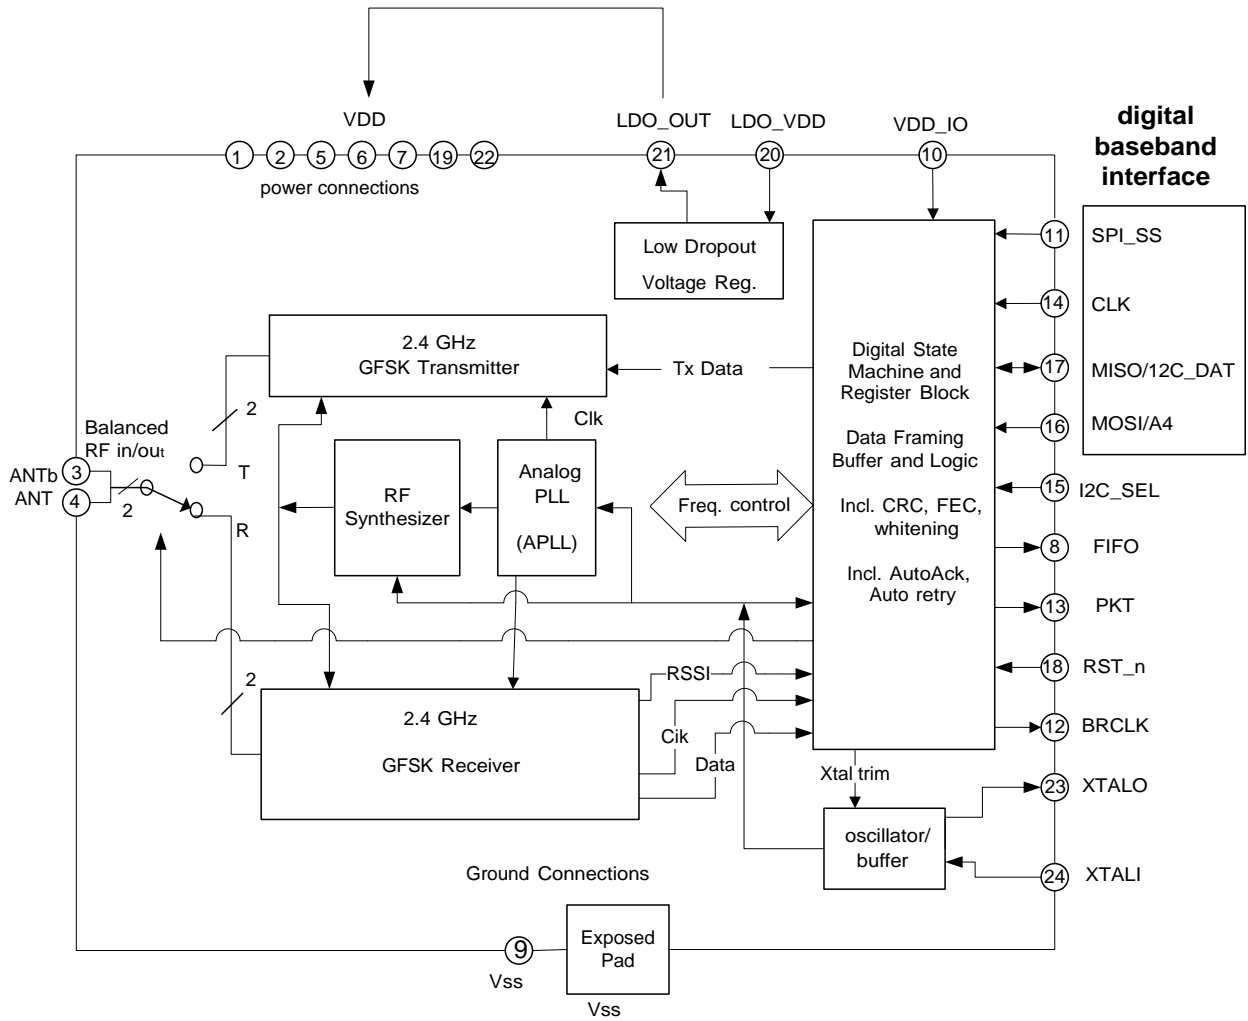 VDD
LDO_OUT
LDO_VDD
VDD_IO
digital
baseband
interface
1
2
5
6
7
19
22
21
20
10
power connections
Low Dropout
Voltage Reg.
11
SPI_SS
14
CLK
17
MISO/12C_DAT
16
MOSI/A4
15
I2C_SEL
8
FIFO
13
PKT
18
RST_n
12
BRCLK
23
XTALO
24
XTALI
2.4 GHz
GFSK Transmitter
Tx Data
Digital State
Machine and
Register Block
Data Framing
Buffer and Logic
Incl. CRC, FEC,
whitening
Incl. AutoAck,
Auto retry
2
Clk
Balanced
RF in/out
ANTb
3
ANT
4
2
T
R
RF
Synthesizer
Analog
PLL
(APLL)
Freq. control
2
2.4 GHz
GFSK Receiver
RSSI
Cik
Data
Xtal trim
oscillator/
buffer
Ground Connections
9
Vss
Exposed
Pad
Vss